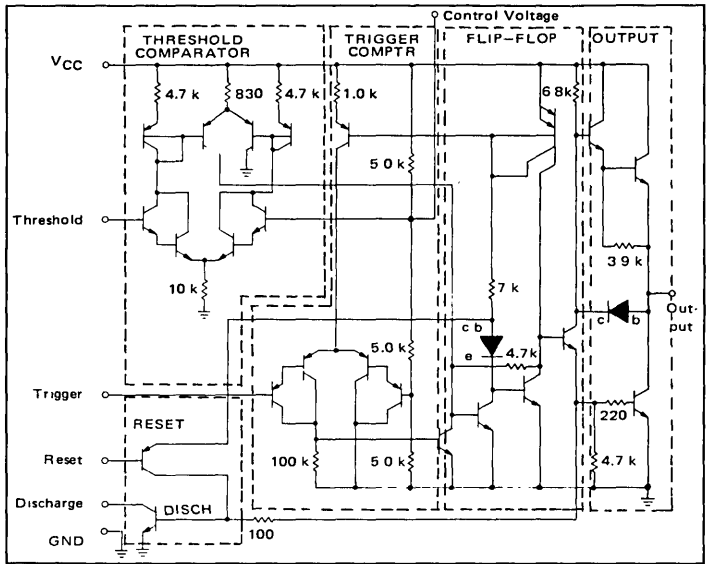 Control Voltage
THRESHOLD
COMPARATOR
TRIGGER
COMPTR
FLIP-FLOP
OUTPUT
VCC
4.7 k
830
4.7 k
1.0 k
6.8k
5.0 k
Threshold
10 k
3.9 k
7 k
c b
e
c
b
Out-
put
5.0 k
4.7k
Trigger
RESET
220
Reset
100 k
5.0 k
4.7 k
Discharge
DISCH
100
GND